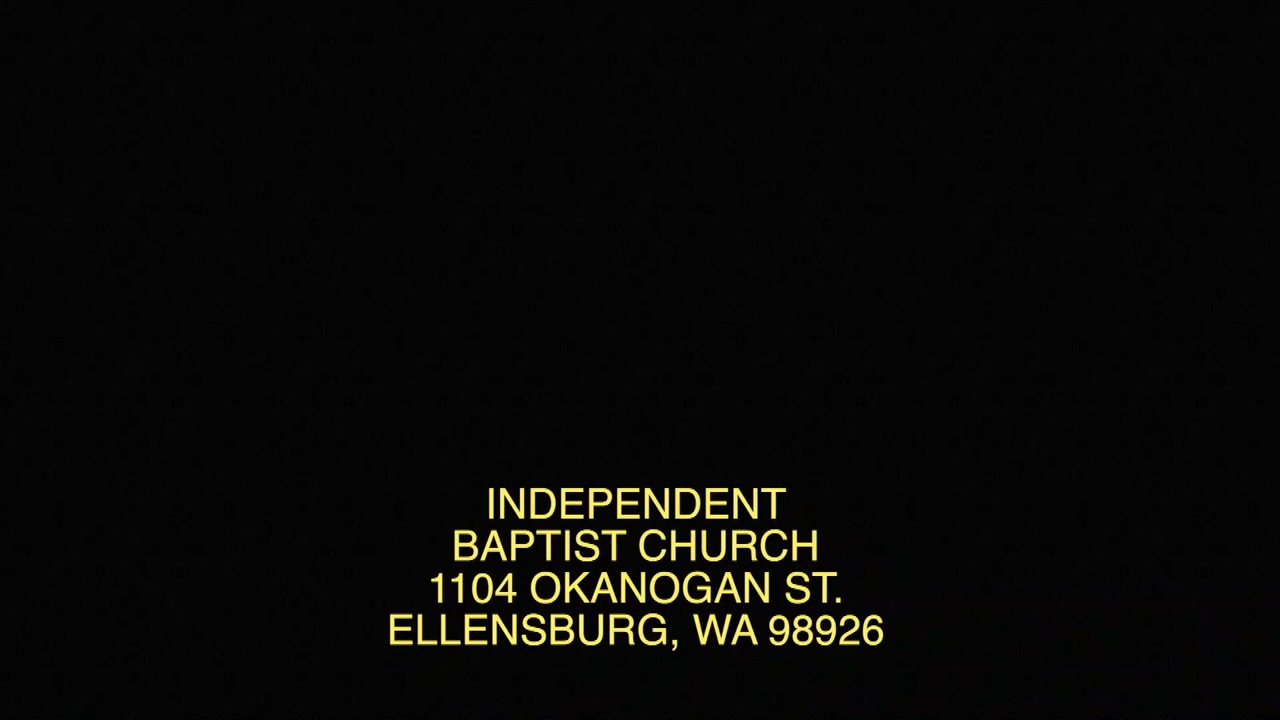 INDEPENDENT
BAPTIST CHURCH
1104 OKANOGAN ST.
ELLENSBURG, WA 98926